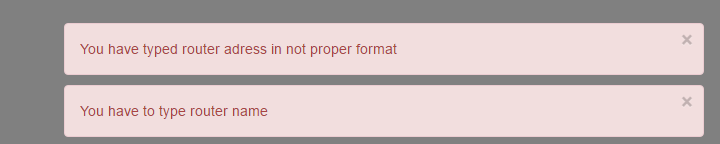 You have typed router adress in not proper format
You have to type router name